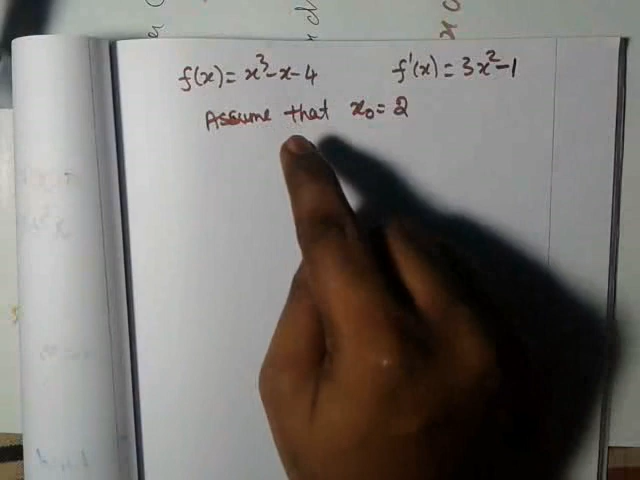 f(x) = x³-x-4 f'(x) = 3x²-1
Assume that x₀ = 2